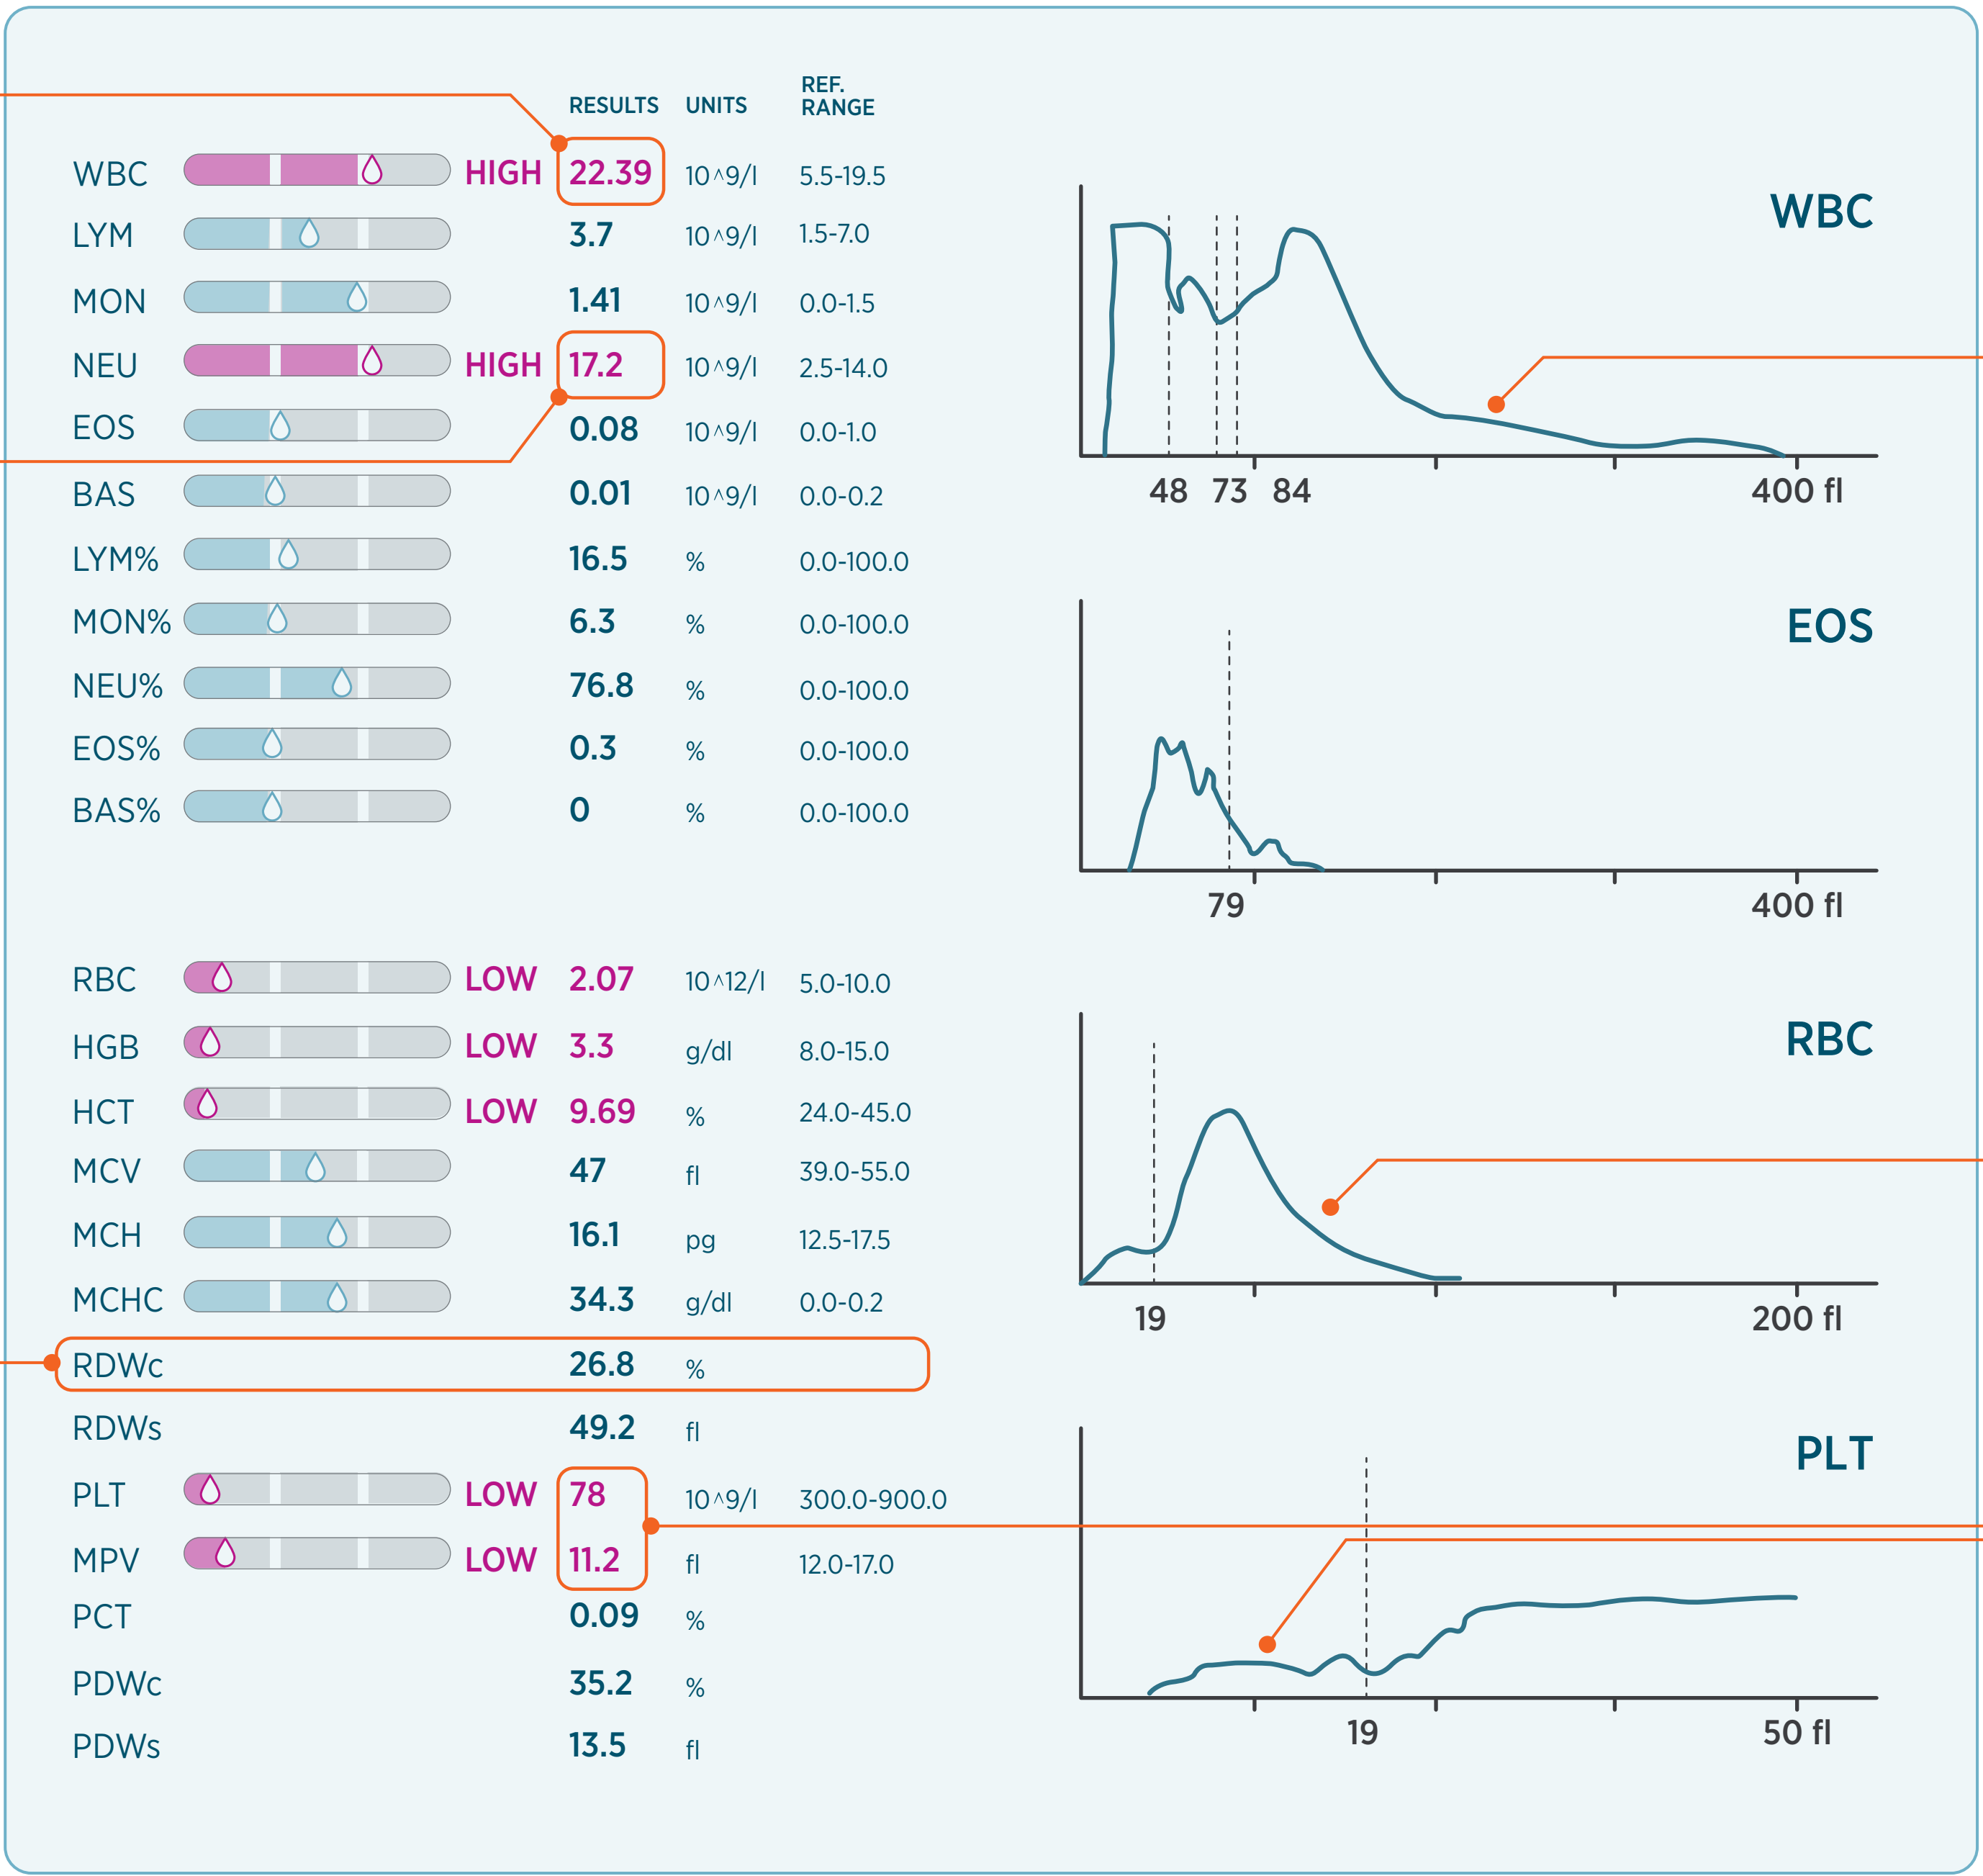 RESULTS UNITS REF. RANGE
WBC HIGH 22.39 10^9/l 5.5-19.5
LYM 3.7 10^9/l 1.5-7.0
MON 1.41 10^9/l 0.0-1.5
NEU HIGH 17.2 10^9/l 2.5-14.0
EOS 0.08 10^9/l 0.0-1.0
BAS 0.01 10^9/l 0.0-0.2
LYM% 16.5 % 0.0-100.0
MON% 6.3 % 0.0-100.0
NEU% 76.8 % 0.0-100.0
EOS% 0.3 % 0.0-100.0
BAS% 0 % 0.0-100.0
RBC LOW 2.07 10^12/l 5.0-10.0
HGB LOW 3.3 g/dl 8.0-15.0
HCT LOW 9.69 % 24.0-45.0
MCV 47 fl 39.0-55.0
MCH 16.1 pg 12.5-17.5
MCHC 34.3 g/dl 0.0-0.2
RDWc 26.8 %
RDWs 49.2 fl
PLT LOW 78 10^9/l 300.0-900.0
MPV LOW 11.2 fl 12.0-17.0
PCT 0.09 %
PDWc 35.2 %
PDWs 13.5 fl
WBC
48 73 84 400 fl
EOS
79 400 fl
RBC
19 200 fl
PLT
19 50 fl